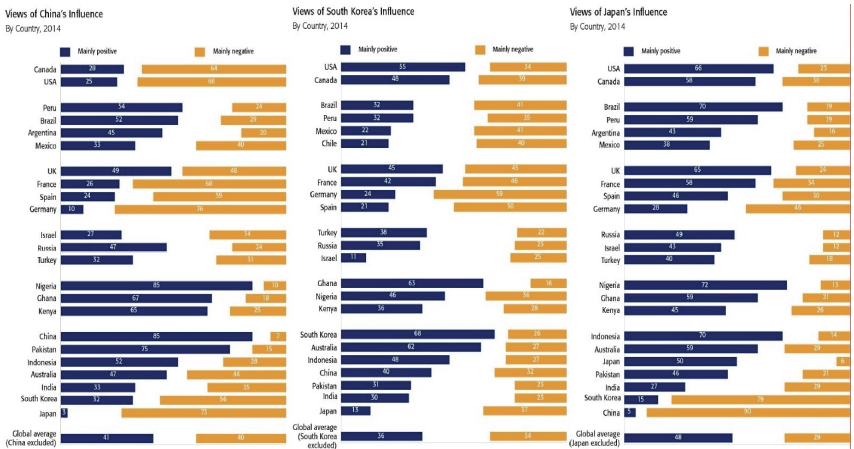 Views of China's Influence
By Country, 2014
Mainly positive Mainly negative
Canada 28 64
USA 25 66
Peru 54 24
Brazil 52 29
Argentina 45 20
Mexico 33 40
UK 49
France 26 68
Spain 24 59
Germany 10 76
Israel 27 34
Russia 47 24
Turkey 32 31
Nigeria 85 10
Ghana 67 18
Kenya 65 25
China 85 7
Pakistan 75 15
Indonesia 52 28
Australia 47
India 33 35
South Korea 32 56
Japan 3 73
Global average
(China excluded) 41 40
Views of South Korea's Influence
By Country, 2014
Mainly positive Mainly negative
USA 55 34
Canada 48 39
Brazil 32 41
Peru 32 35
Mexico 22 41
Chile 21 40
UK 45 45
France 42 46
Germany 24 59
Spain 21 50
Turkey 38 22
Russia 35 23
Israel 11 25
Ghana 63 16
Nigeria 46 36
Kenya 36 28
South Korea 68 26
Australia 62 27
Indonesia 48 27
China 40 32
Pakistan 31 23
India 30 23
Japan 13 37
Global average
(South Korea 36 34
excluded)
Views of Japan's Influence
By Country, 2014
Mainly positive Mainly negative
USA 66
Canada 58 30
Brazil 70 19
Peru 59 19
Argentina 43 16
Mexico 38 25
UK 65 24
France 58 34
Spain 46 30
Germany 28 46
Russia 49 12
Israel 43 12
Turkey 40 18
Nigeria 72 13
Ghana 59 21
Kenya 45 26
Indonesia 70 14
Australia 59 29
Japan 50 6
Pakistan 46 21
India 27 29
South Korea 15 79
China 5 90
Global average
(Japan excluded) 48 29